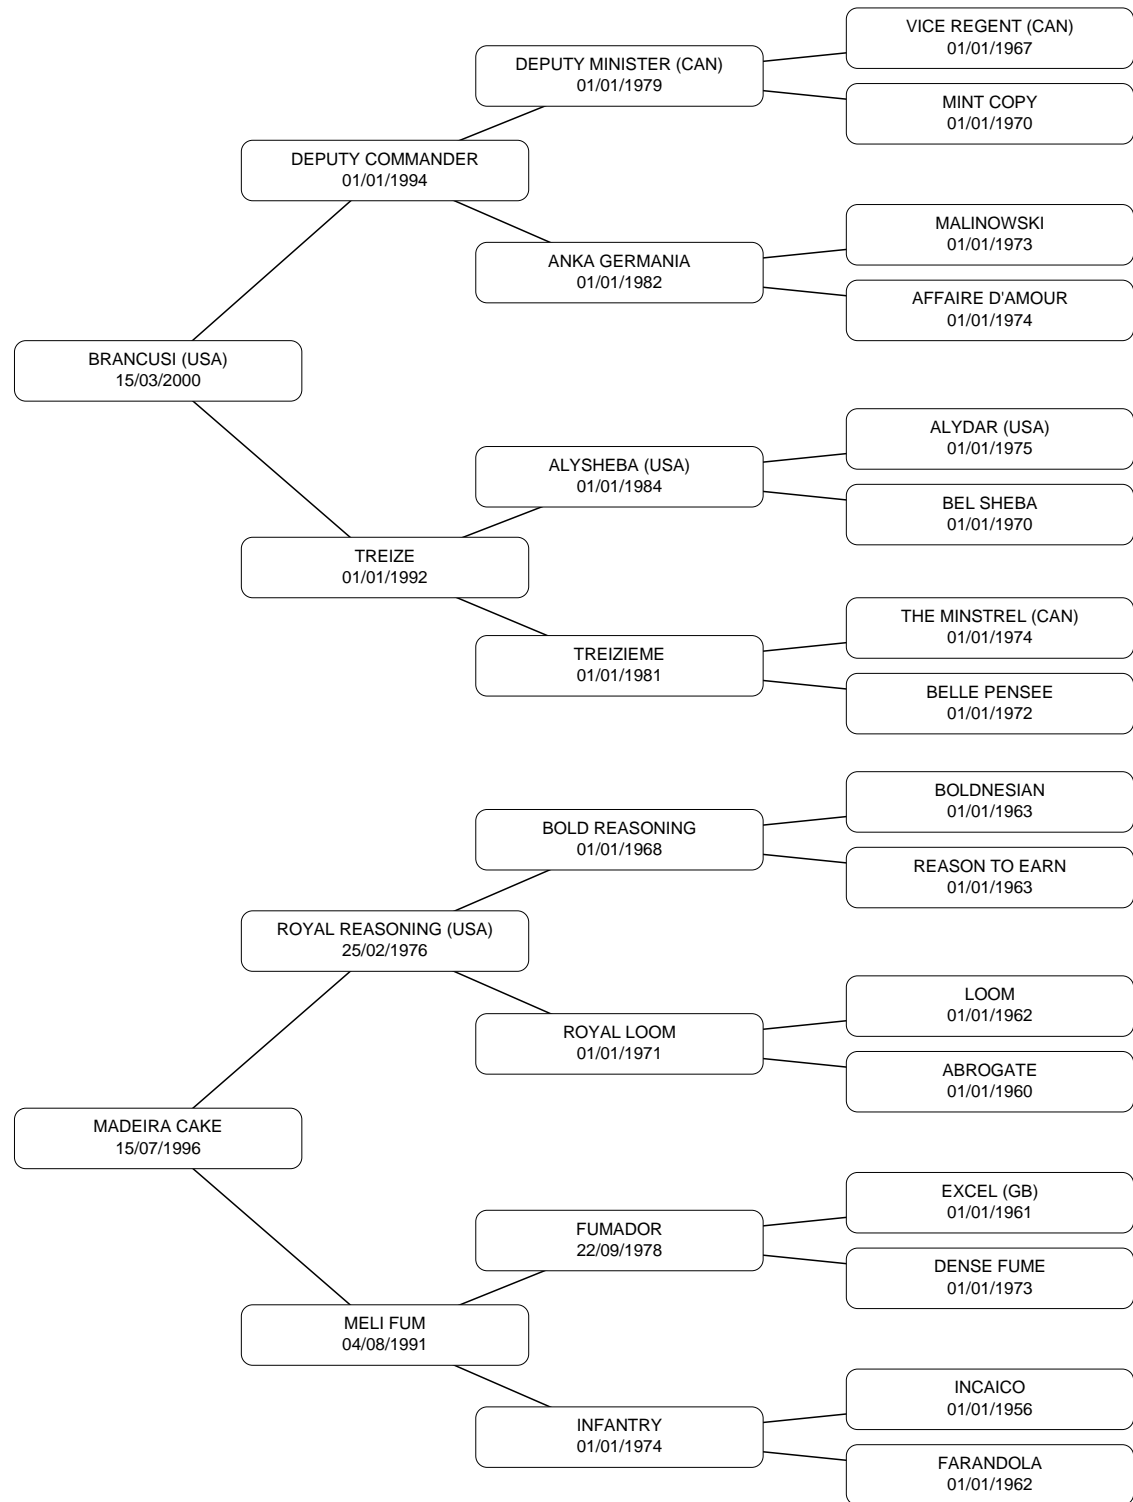 VICE REGENT (CAN)
01/01/1967
DEPUTY MINISTER (CAN)
01/01/1979
MINT COPY
01/01/1970
DEPUTY COMMANDER
01/01/1994
MALINOWSKI
01/01/1973
ANKA GERMANIA
01/01/1982
AFFAIRE D'AMOUR
01/01/1974
BRANCUSI (USA)
15/03/2000
ALYDAR (USA)
01/01/1975
ALYSHEBA (USA)
01/01/1984
BEL SHEBA
01/01/1970
TREIZE
01/01/1992
THE MINSTREL (CAN)
01/01/1974
TREIZIEME
01/01/1981
BELLE PENSEE
01/01/1972
BOLDNESIAN
01/01/1963
BOLD REASONING
01/01/1968
REASON TO EARN
01/01/1963
ROYAL REASONING (USA)
25/02/1976
LOOM
01/01/1962
ROYAL LOOM
01/01/1971
ABROGATE
01/01/1960
MADEIRA CAKE
15/07/1996
EXCEL (GB)
01/01/1961
FUMADOR
22/09/1978
DENSE FUME
01/01/1973
MELI FUM
04/08/1991
INCAICO
01/01/1956
INFANTRY
01/01/1974
FARANDOLA
01/01/1962